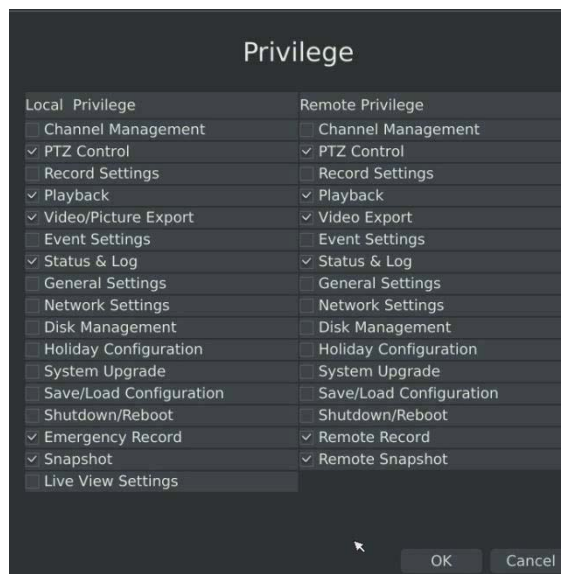 Privilege
Local Privilege Remote Privilege
Channel Management Channel Management
PTZ Control PTZ Control
Record Settings Record Settings
Playback Playback
Video/Picture Export Video Export
Event Settings Event Settings
Status & Log Status & Log
General Settings General Settings
Network Settings Network Settings
Disk Management Disk Management
Holiday Configuration Holiday Configuration
System Upgrade System Upgrade
Save/Load Configuration Save/Load Configuration
Shutdown/Reboot Shutdown/Reboot
Emergency Record Remote Record
Snapshot Remote Snapshot
Live View Settings
OK Cancel